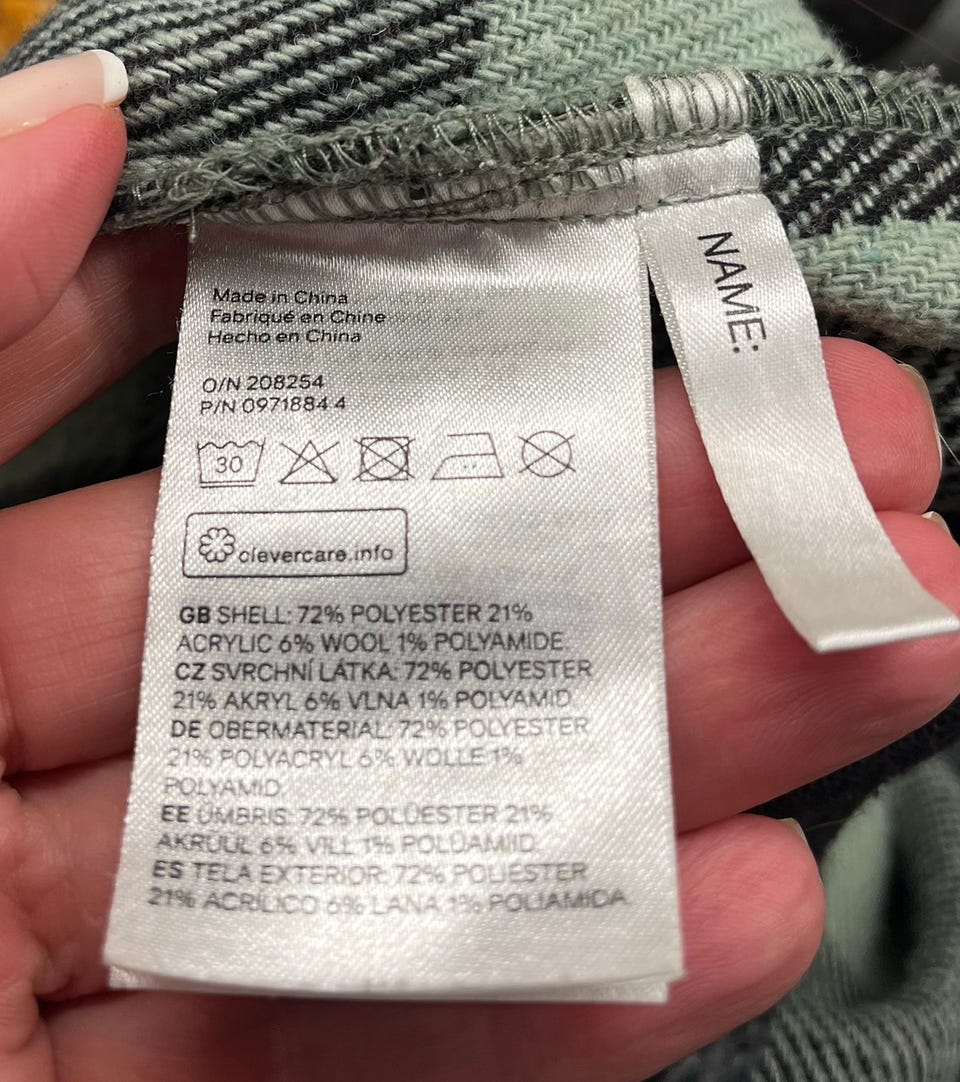 Made in China
Fabriqué en Chine
Hecho en China
O/N 208254
P/N 0971884 4
30
clevercare.info
GB SHELL: 72% POLYESTER 21%
ACRYLIC 6% WOOL 1% POLYAMIDE
CZ SVRCHNÍ LÁTKA: 72% POLYESTER
21% AKRYL 6% VLNA 1% POLYAMID
DE OBERMATERIAL: 72% POLYESTER
21% POLYACRYL 6% WOLLE 1%
POLYAMID
EE ÜMBRIS: 72% POLÜESTER 21%
AKRÜÜL 6% VILL 1% POLÜAMIID
ES TELA EXTERIOR: 72% POLIÉSTER
21% ACRÍLICO 6% LANA 1% POLIAMIDA
NAME: